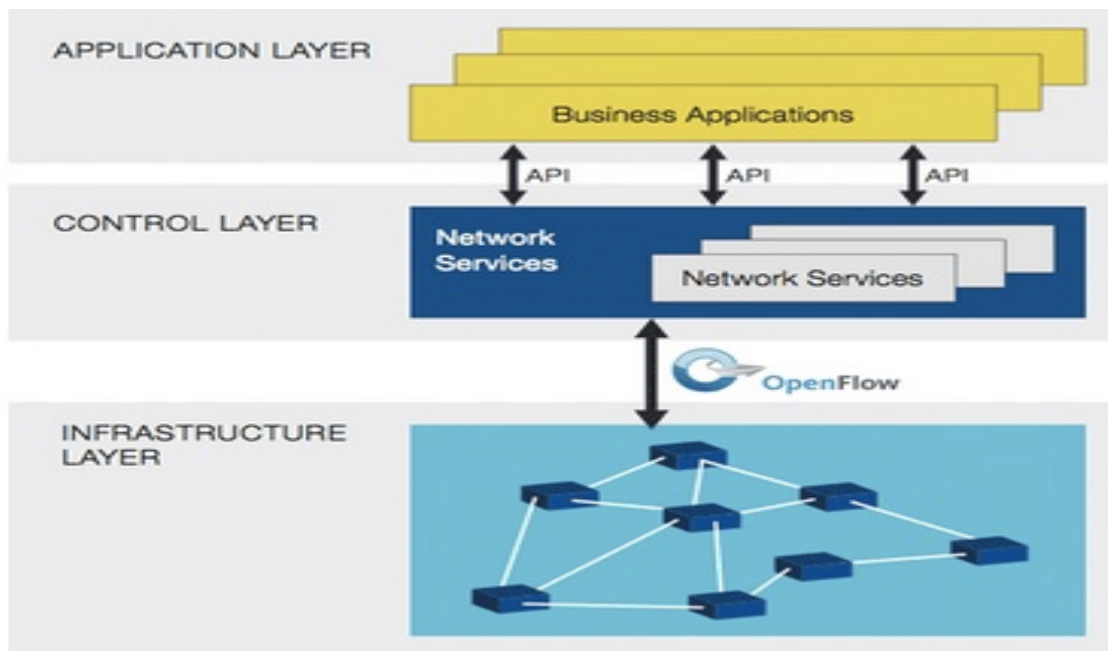 APPLICATION LAYER
Business Applications
API
API
API
CONTROL LAYER
Network
Services
Network Services
OpenFlow
INFRASTRUCTURE
LAYER